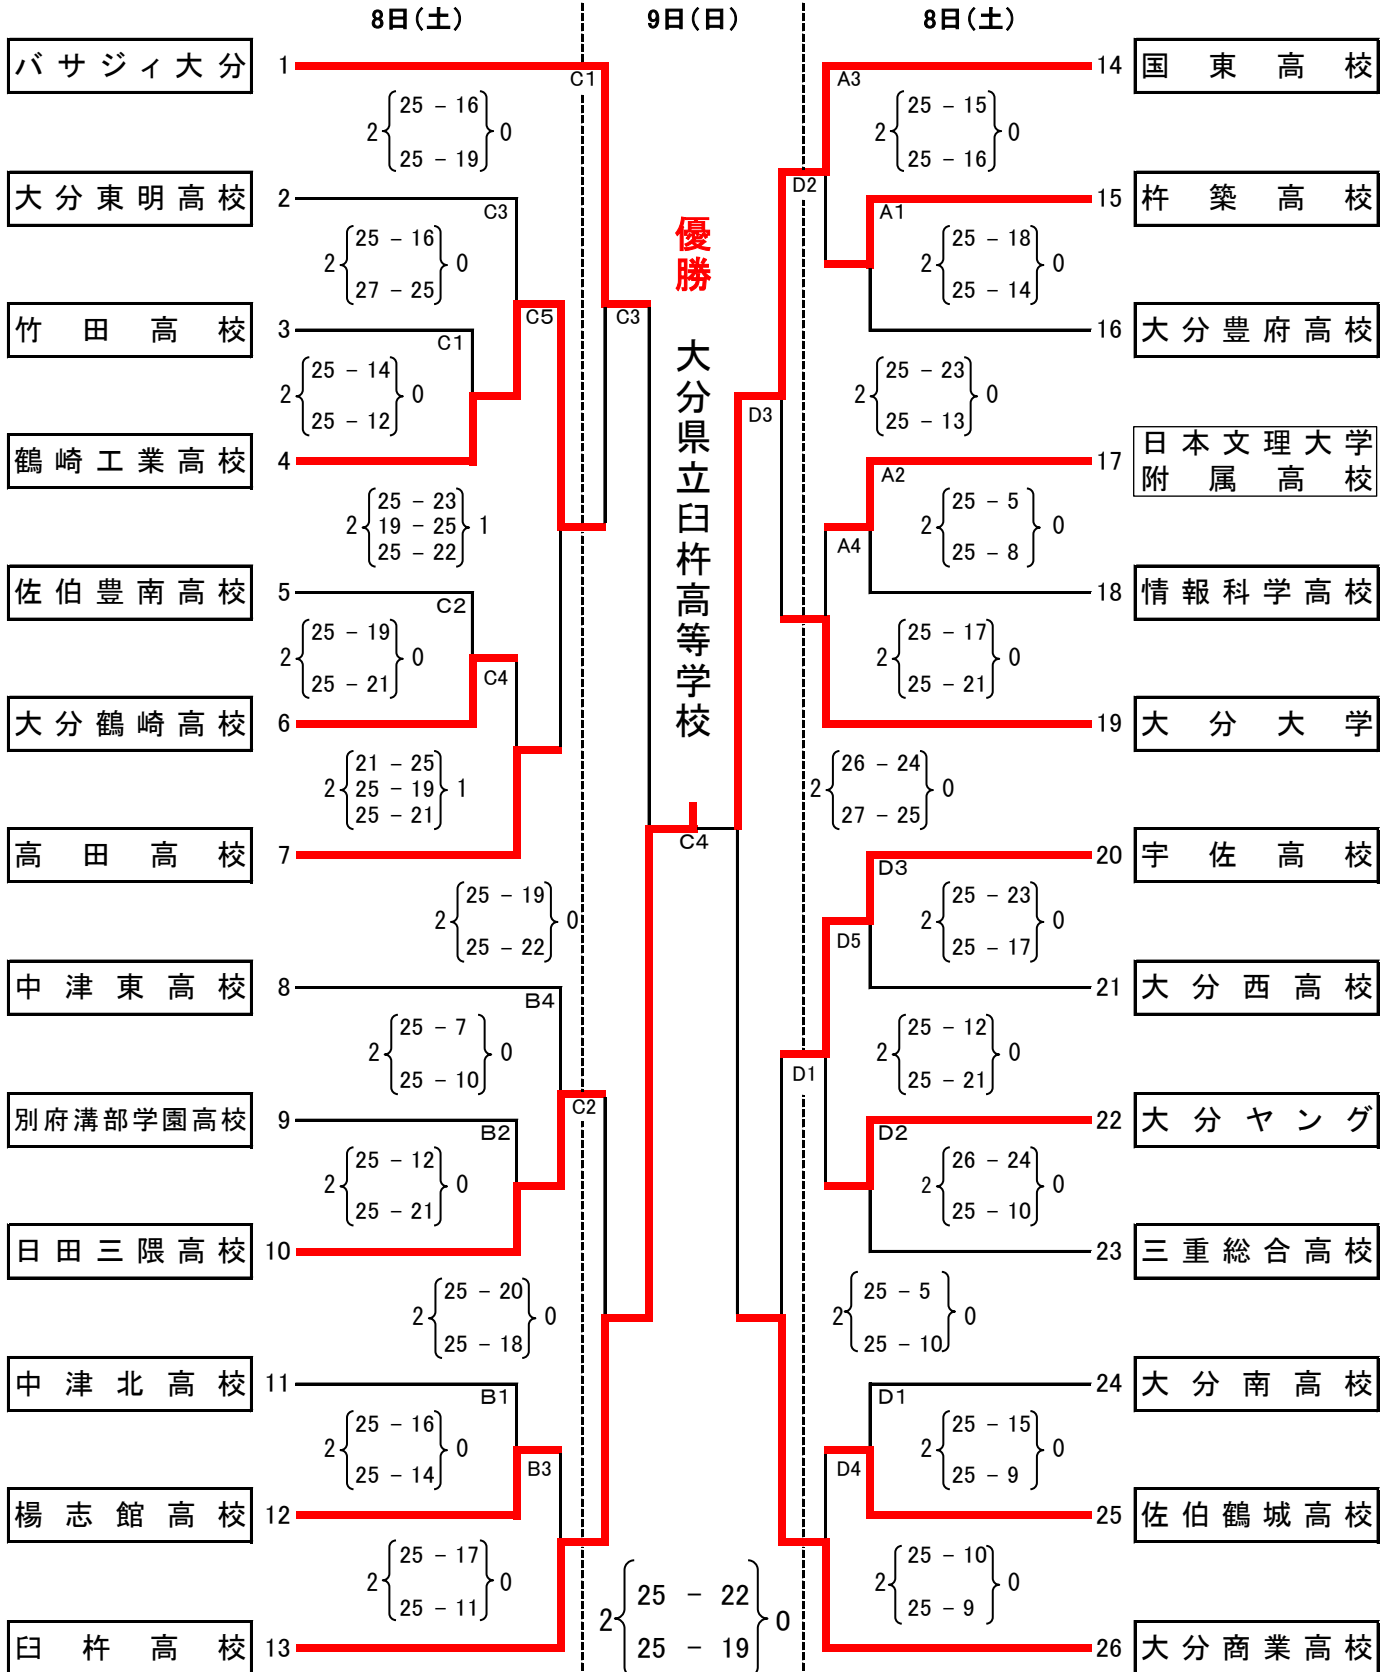 8日(土) 9日(日) 8日(土)
バサジィ大分 1 C1
2 25 － 16 0
25 － 19
大分東明高校 2 C3
2 25 － 16 0
27 － 25
竹田高校 3 C1
2 25 － 14 0
25 － 12
C5
C3
鶴崎工業高校 4
2 25 － 23 1
19 － 25
25 － 22
佐伯豊南高校 5 C2
2 25 － 19 0
25 － 21
C4
大分鶴崎高校 6
2 21 － 25 1
25 － 19
25 － 21
高田高校 7
2 25 － 19 0
25 － 22
中津東高校 8 B4
2 25 － 7 0
25 － 10
別府溝部学園高校 9 B2
C2
2 25 － 12 0
25 － 21
日田三隈高校 10
2 25 － 20 0
25 － 18
中津北高校 11 B1
2 25 － 16 0
25 － 14
B3
楊志館高校 12
2 25 － 17 0
25 － 11
臼杵高校 13
優勝
大分県立臼杵高等学校
C4
2 25 － 22 0
25 － 19
A3 14 国東高校
2 25 － 15 0
25 － 16
D2
A1 15 杵築高校
2 25 － 18 0
25 － 14
16 大分豊府高校
2 25 － 23 0
25 － 13
D3
A2 17 日本文理大学
附属高校
2 25 － 5 0
25 － 8
A4
18 情報科学高校
2 25 － 17 0
25 － 21
19 大分大学
2 26 － 24 0
27 － 25
D3 20 宇佐高校
2 25 － 23 0
25 － 17
D5
21 大分西高校
2 25 － 12 0
25 － 21
D1
D2 22 大分ヤング
2 26 － 24 0
25 － 10
23 三重総合高校
2 25 － 5 0
25 － 10
D1 24 大分南高校
2 25 － 15 0
25 － 9
D4
25 佐伯鶴城高校
2 25 － 10 0
25 － 9
26 大分商業高校